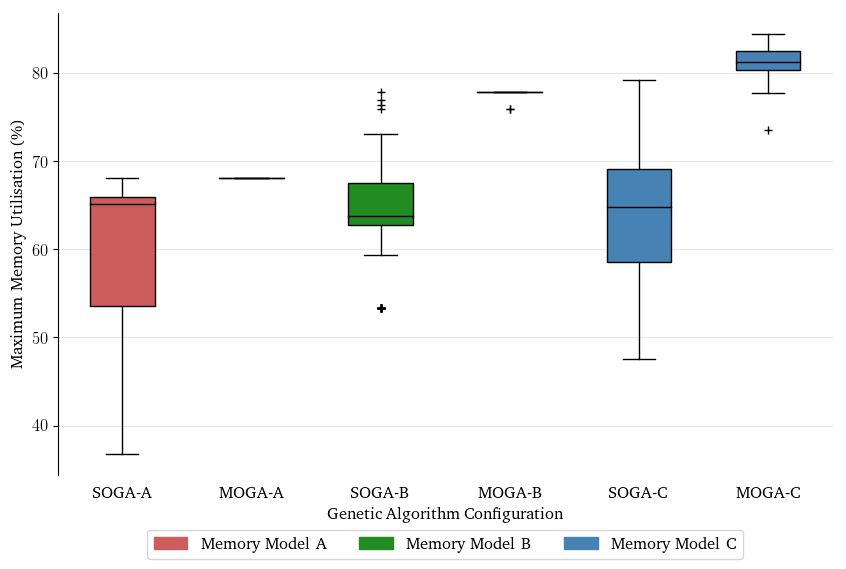 Maximum Memory Utilisation (%)
80
70
60
50
40
SOGA-A MOGA-A SOGA-B MOGA-B SOGA-C MOGA-C
Genetic Algorithm Configuration
Memory Model A Memory Model B Memory Model C